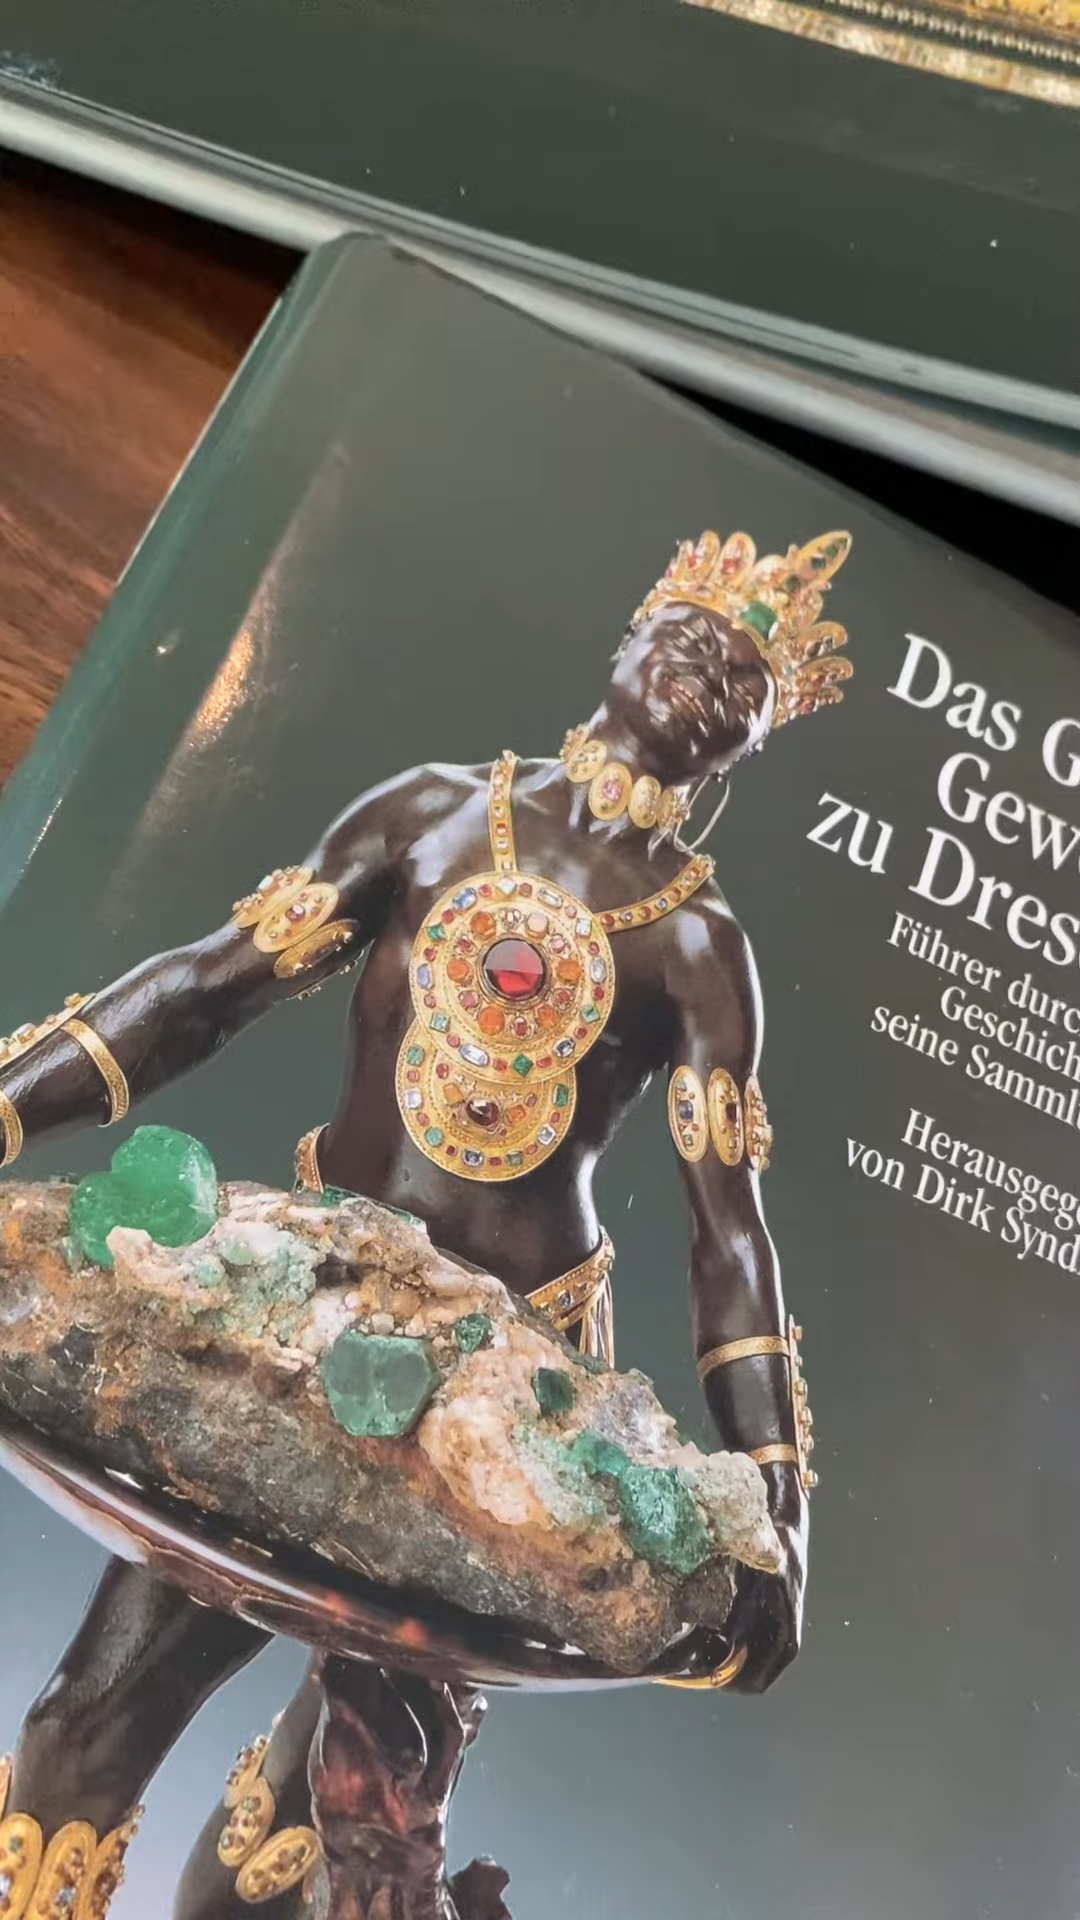 Das G
Gew
zu Dres
Führer durc
Geschich
seine Samml
Herausgeg
von Dirk Synd